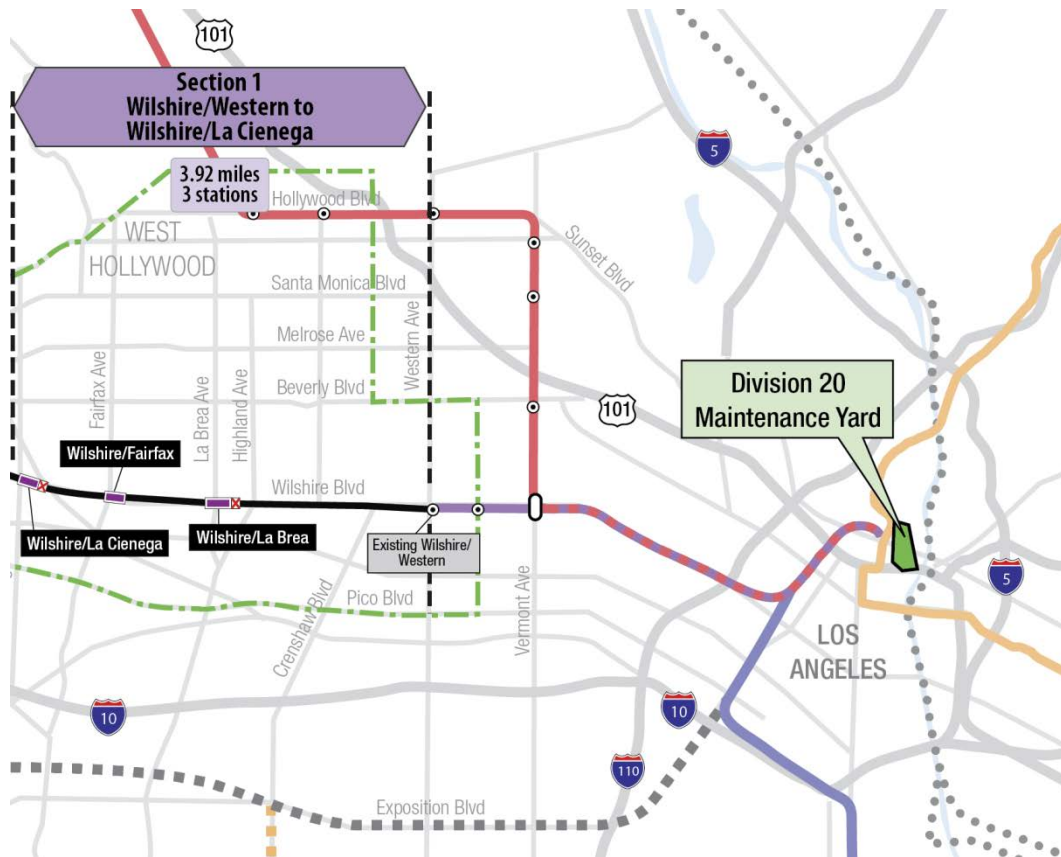 101
Section 1
Wilshire/Western to
Wilshire/La Cienega
3.92 miles
3 stations
5
Hollywood Blvd
WEST
HOLLYWOOD
Sunset Blvd
Santa Monica Blvd
Melrose Ave
Western Ave
Beverly Blvd
Fairfax Ave
La Brea Ave
Highland Ave
101
Division 20
Maintenance Yard
Wilshire/Fairfax
Wilshire Blvd
Wilshire/La Cienega
Wilshire/La Brea
Existing Wilshire/
Western
Pico Blvd
Crenshaw Blvd
Vermont Ave
5
LOS
ANGELES
10
10
110
Exposition Blvd